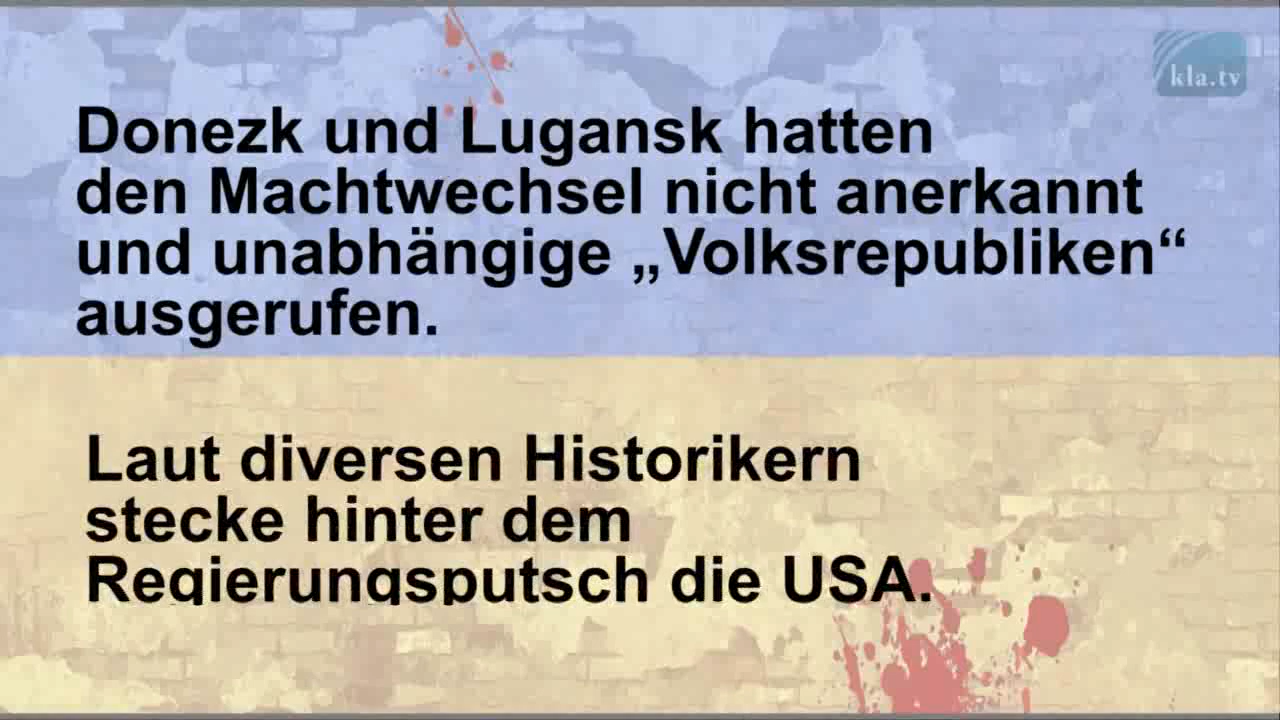 kla.tv
Donezk und Lugansk hatten
den Machtwechsel nicht anerkannt
und unabhängige „Volksrepubliken“
ausgerufen.
Laut diversen Historikern
stecke hinter dem
Regierungsputsch die USA.